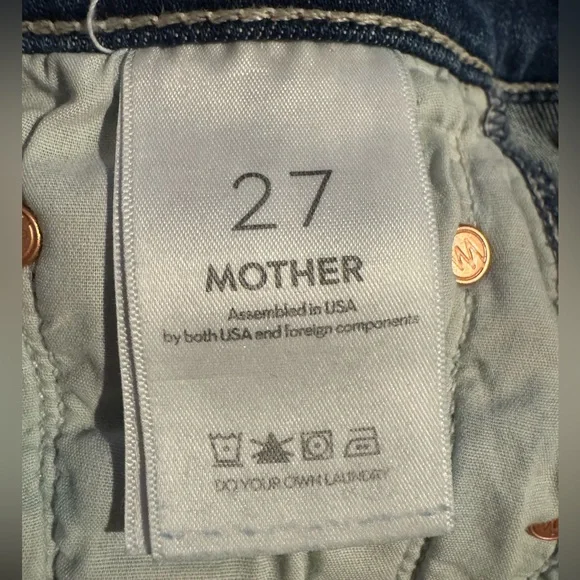 27
MOTHER
Assembled in USA
by both USA and foreign components
DO YOUR OWN LAUNDRY